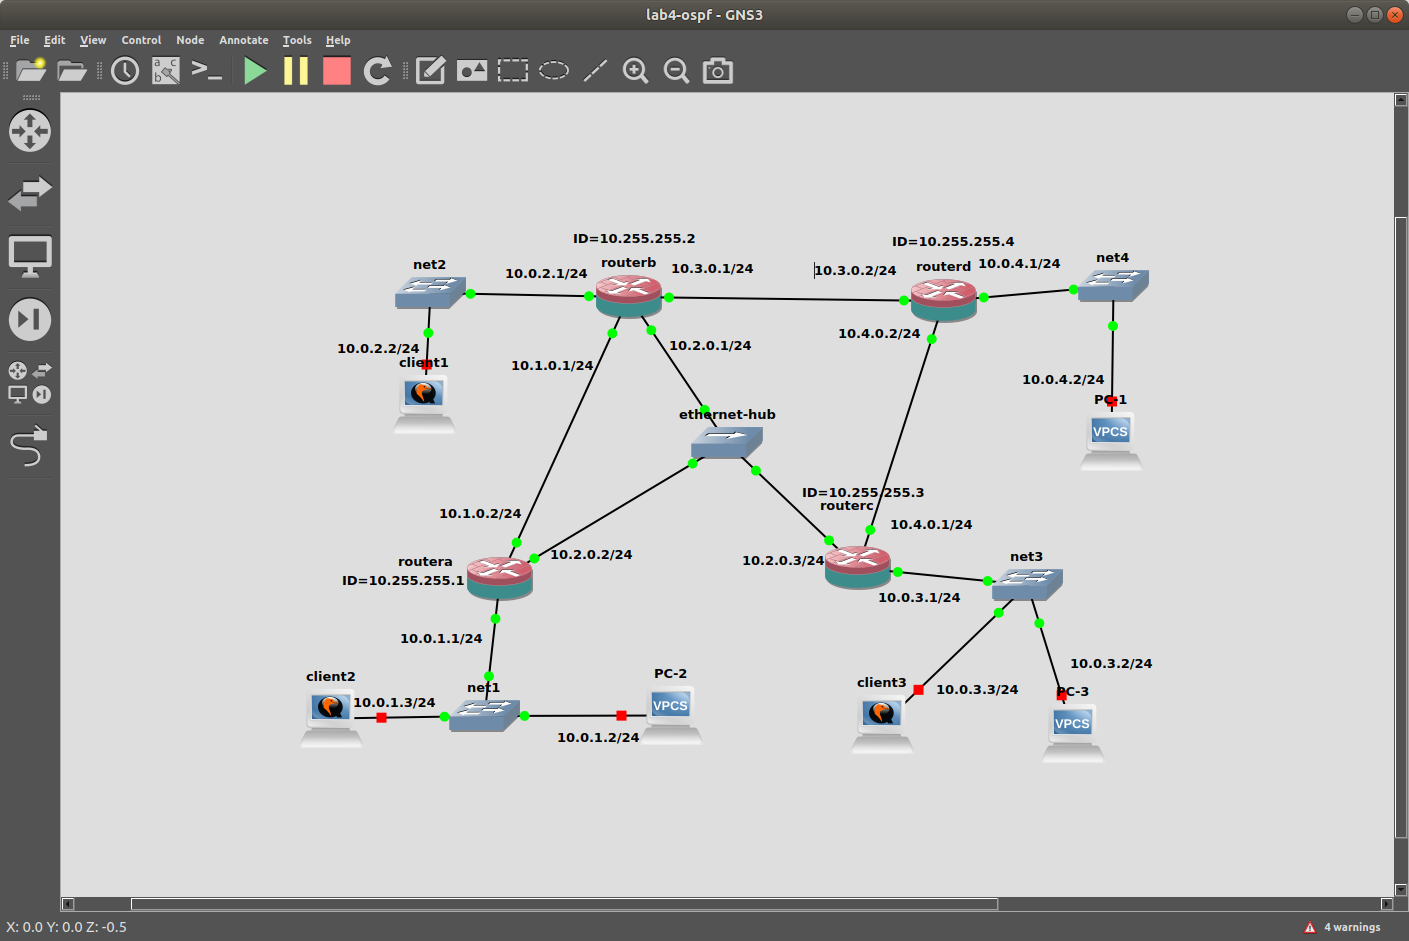 lab4-ospf - GNS3
File Edit View Control Node Annotate Tools Help
a c
b
ID=10.255.255.2
routerb
ID=10.255.255.4
routerd
net2
10.0.2.1/24
10.3.0.1/24
10.3.0.2/24
10.0.4.1/24
net4
10.0.2.2/24
client1
10.1.0.1/24
10.2.0.1/24
10.4.0.2/24
10.0.4.2/24
PC-1
VPCS
ethernet-hub
10.1.0.2/24
ID=10.255.255.3
routerc
10.4.0.1/24
routera
ID=10.255.255.1
10.2.0.2/24
10.2.0.3/24
net3
10.0.3.1/24
10.0.1.1/24
client2
10.0.1.3/24
net1
PC-2
VPCS
10.0.1.2/24
client3
10.0.3.3/24
10.0.3.2/24
PC-3
VPCS
X: 0.0 Y: 0.0 Z: -0.5
4 warnings